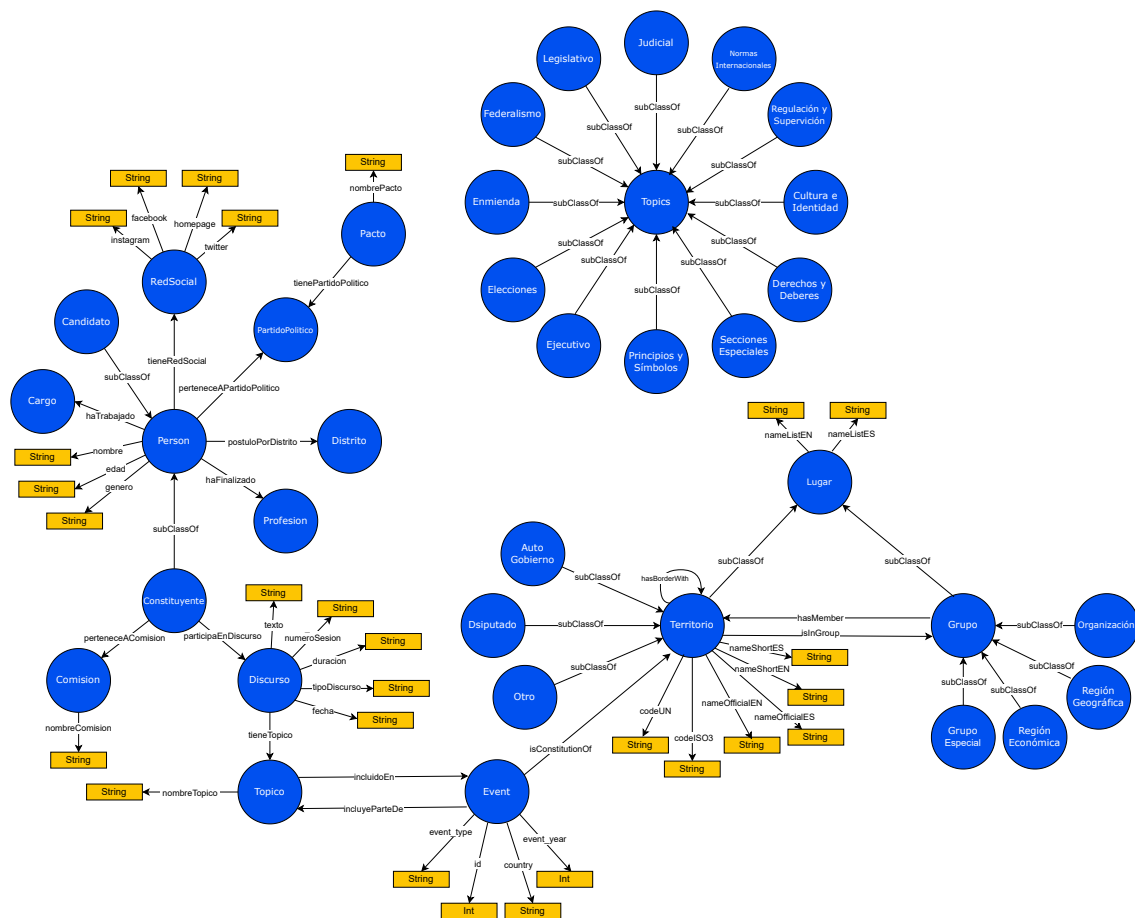 Judicial
Legislativo
Normas
Internacionales
subClassOf
subClassOf
subClassOf
Federalismo
Regulación y
Supervición
subClassOf
subClassOf
String
nombrePacto
String
String
facebook
homepage
String
String
instagram
twitter
Enmienda
subClassOf
Topics
subClassOf
Cultura e
Identidad
Pacto
subClassOf
subClassOf
subClassOf
subClassOf
subClassOf
RedSocial
tienePartidoPolitico
Elecciones
Derechos y
Deberes
Candidato
PartidoPolitico
Ejecutivo
Principios y
Símbolos
Secciones
Especiales
subClassOf
tieneRedSocial
perteneceAPartidoPolitico
Cargo
haTrabajado
Person
postuloPorDistrito
Distrito
nombre
String
edad
String
genero
String
haFinalizado
Profesion
subClassOf
String
String
nameListEN
nameListES
Lugar
subClassOf
subClassOf
Auto
Gobierno
subClassOf
hasBorderWith
Constituyente
String
texto
String
numeroSesion
perteneceAComision
participaEnDiscurso
duracion
String
Dsiputado
subClassOf
Territorio
hasMember
isInGroup
Grupo
subClassOf
Organización
Comision
Discurso
tipoDiscurso
String
fecha
String
nombreComision
String
tieneTopico
subClassOf
Otro
nameShortES
String
nameShortEN
String
codeUN
nameOfficialEN
nameOfficialES
String
String
String
codeISO3
String
subClassOf
subClassOf
subClassOf
Región
Geográfica
Grupo
Especial
Región
Económica
isConstitutionOf
String
nombreTopico
Topico
incluidoEn
incluyeParteDe
Event
event_type
id
country
event_year
String
Int
String
Int